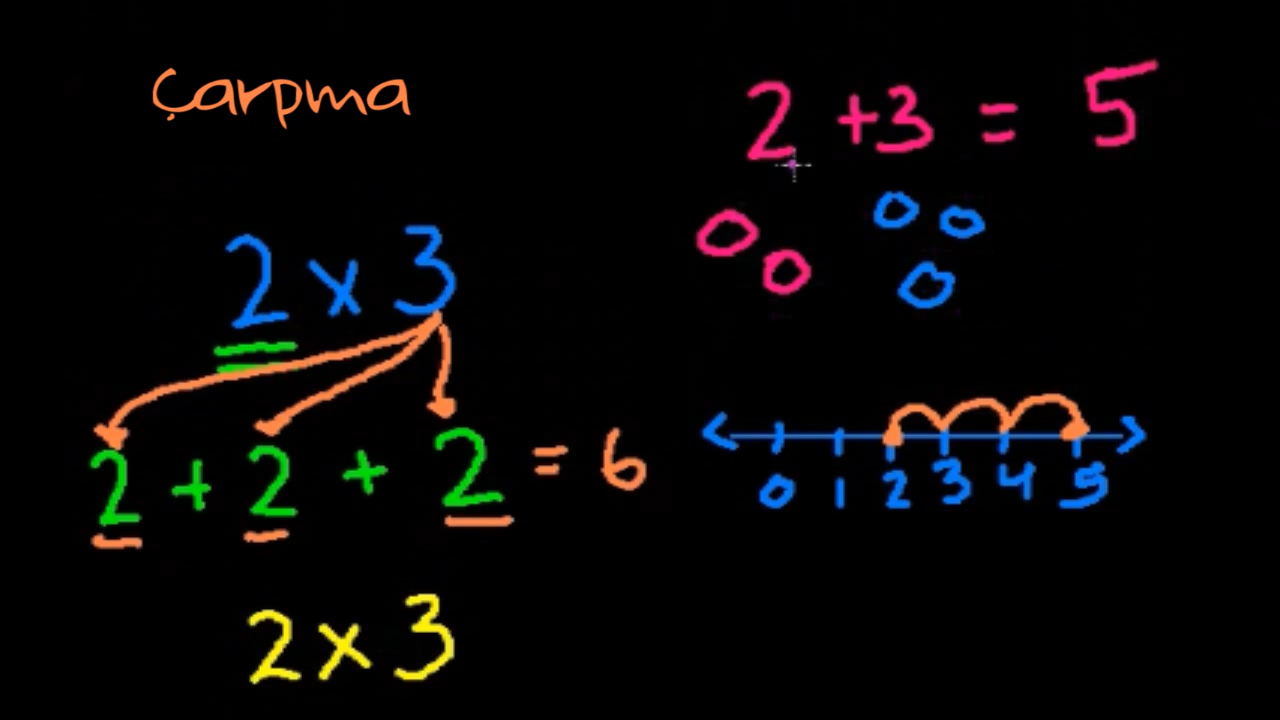 Çarpma
2 + 3 = 5
2 x 3
2 + 2 + 2 = 6
0 1 2 3 4 5
2 x 3